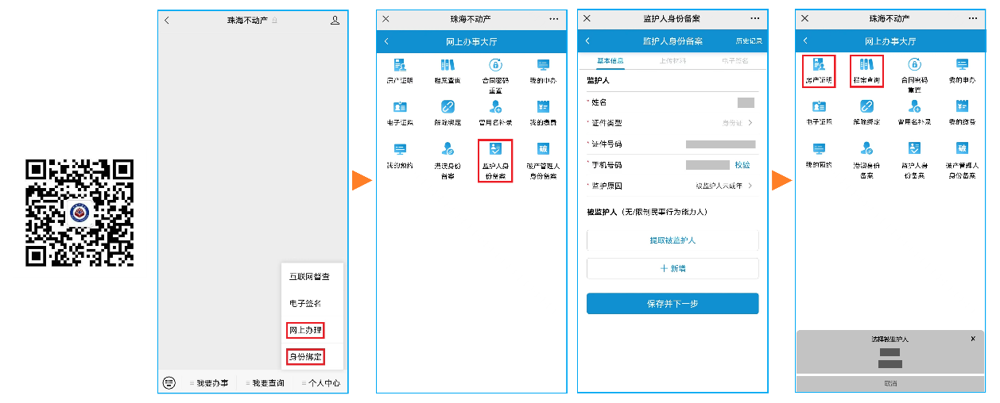 珠海不动产
互联网督查
电子签名
网上办理
身份绑定
我要办事
我要查询
个人中心
珠海不动产
网上办事大厅
房产证明
档案查询
合同密码
重置
我的申办
电子证照
解除绑定
曾用名补录
我的缴费
我的预约
港澳身份
备案
监护人身
份备案
破
破产管理人
身份备案
监护人身份备案
监护人身份备案
历史记录
基本信息
上传材料
电子签名
监护人
* 姓名
* 证件类型
身份证 >
* 证件号码
* 手机号码
校验
* 监护原因
被监护人未成年 >
被监护人（无/限制民事行为能力人）
提取被监护人
+ 新增
保存并下一步
珠海不动产
网上办事大厅
房产证明
档案查询
合同密码
重置
我的申办
电子证照
解除绑定
曾用名补录
我的缴费
我的预约
港澳身份
备案
监护人身
份备案
破
破产管理人
身份备案
选择被监护人
x
取消